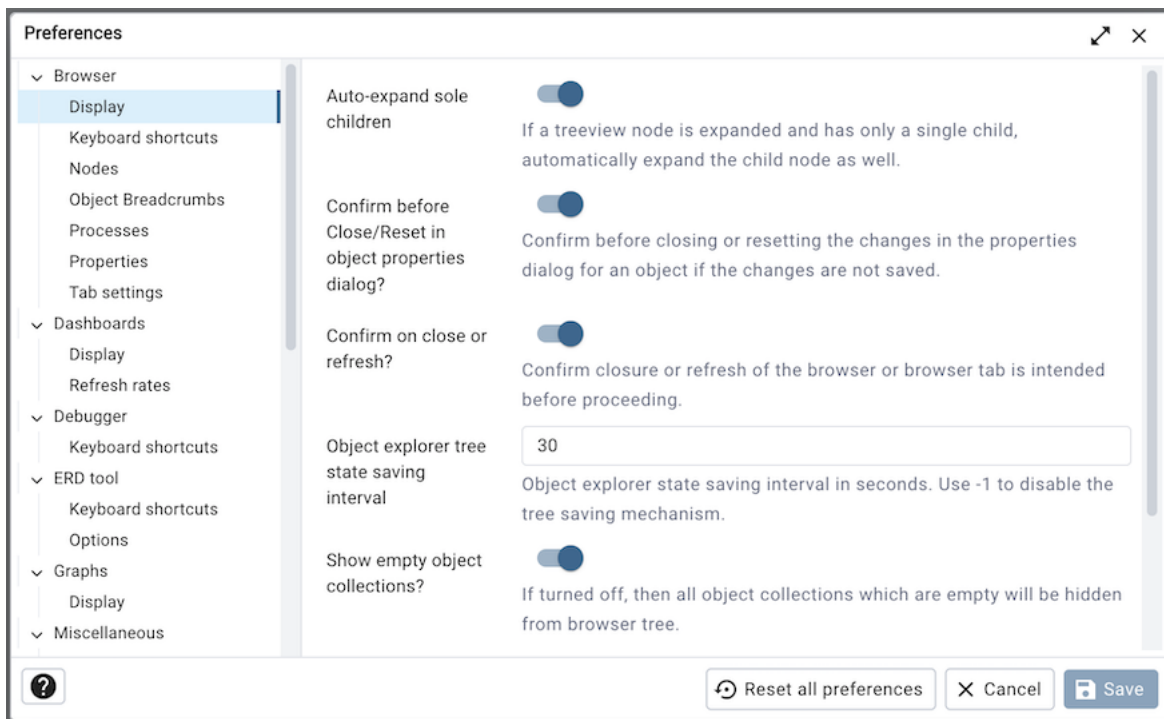 Preferences
Browser
Display
Keyboard shortcuts
Nodes
Object Breadcrumbs
Processes
Properties
Tab settings
Dashboards
Display
Refresh rates
Debugger
Keyboard shortcuts
ERD tool
Keyboard shortcuts
Options
Graphs
Display
Miscellaneous
Auto-expand sole
children
If a treeview node is expanded and has only a single child,
automatically expand the child node as well.
Confirm before
Close/Reset in
object properties
dialog?
Confirm before closing or resetting the changes in the properties
dialog for an object if the changes are not saved.
Confirm on close or
refresh?
Confirm closure or refresh of the browser or browser tab is intended
before proceeding.
Object explorer tree
state saving
interval
30
Object explorer state saving interval in seconds. Use -1 to disable the
tree saving mechanism.
Show empty object
collections?
If turned off, then all object collections which are empty will be hidden
from browser tree.
?
Reset all preferences
Cancel
Save